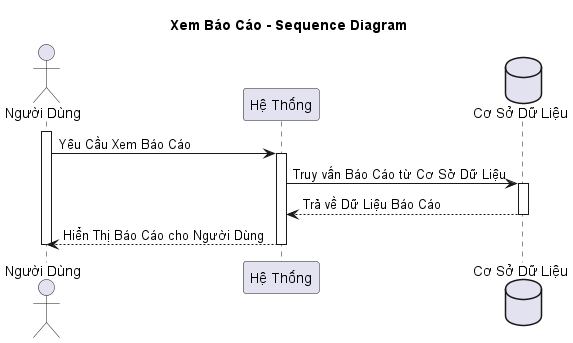 Xem Báo Cáo - Sequence Diagram
Người Dùng
Hệ Thống
Cơ Sở Dữ Liệu
Yêu Cầu Xem Báo Cáo
Truy vấn Báo Cáo từ Cơ Sở Dữ Liệu
Trả về Dữ Liệu Báo Cáo
Hiển Thị Báo Cáo cho Người Dùng
Người Dùng
Hệ Thống
Cơ Sở Dữ Liệu